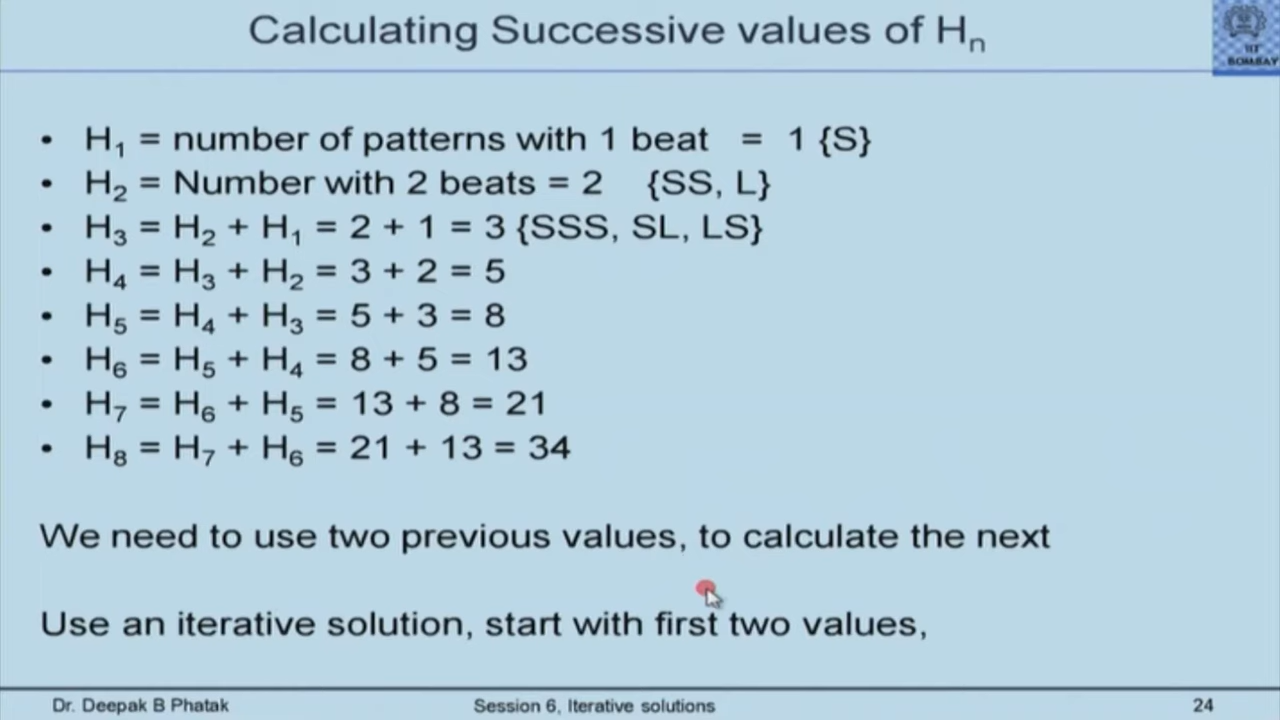 Calculating Successive values of Hn
IIT
BOMBAY
• H1 = number of patterns with 1 beat = 1 {S}
• H2 = Number with 2 beats = 2 {SS, L}
• H3 = H2 + H1 = 2 + 1 = 3 {SSS, SL, LS}
• H4 = H3 + H2 = 3 + 2 = 5
• H5 = H4 + H3 = 5 + 3 = 8
• H6 = H5 + H4 = 8 + 5 = 13
• H7 = H6 + H5 = 13 + 8 = 21
• H8 = H7 + H6 = 21 + 13 = 34
We need to use two previous values, to calculate the next
Use an iterative solution, start with first two values,
Dr. Deepak B Phatak Session 6, Iterative solutions 24